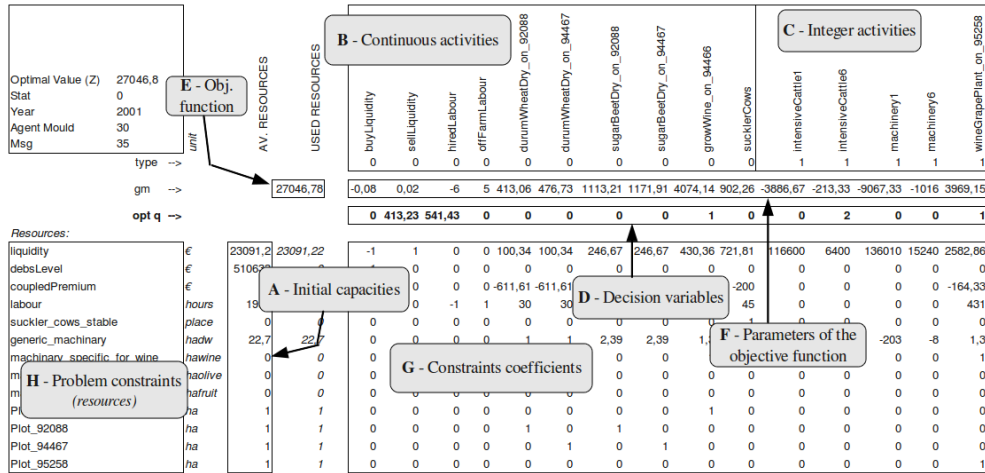 B - Continuous activities
C - Integer activities
Optimal Value (Z) 27046,8
Stat 0
Year 2001
Agent Mould 30
Msg 35
E - Obj. function
unit
AV. RESOURCES
USED RESOURCES
buyLiquidity
sellLiquidity
hiredLabour
offFarmLabour
durumWheatDry_on_92088
durumWheatDry_on_94467
sugarBeetDry_on_92088
sugarBeetDry_on_94467
growWine_on_94466
sucklerCows
intensiveCattle1
intensiveCattle6
machinery1
machinery6
wineGrapePlant_on_95258
type --> 0 0 0 0 0 0 0 0 0 0 1 1 1 1 1
gm --> 27046,78 -0,08 0,02 -6 5 413,06 476,73 1113,21 1171,91 4074,14 902,26 -3886,67 -213,33 -9067,33 -1016 3969,15
opt q --> 0 413,23 541,43 0 0 0 0 0 1 0 0 2 0 0 1
Resources:
liquidity € 23091,2 23091,22 -1 1 0 0 100,34 100,34 246,67 246,67 430,36 721,81 116600 6400 136010 15240 2582,86
debsLevel € 0 0 0 0 0 0 0 0 0 0 0 0 0 0
coupledPremium € 0 0 -611,61 -611,61 -200 0 0 0 0 -164,33
labour hours -1 1 30 30 45 0 0 431
suckler_cows_stable place 0 0 0 0 0 0 0
generic_machinery hadw 22,7 22,7 0 0 0 0 1 1 2,39 2,39 -203 -8 1,3
machinery_specific_for_wine hawine 0 0 0 0 0 1
haolive 0 0 0 0 0 0
hafruit 0 0 0 0 0 0 0 0 0 0 0 0 0 0 0 0 0
ha 1 1 0 0 0 0 0 0 0 0 1 0 0 0 0 0 0
Plot_92088 ha 1 1 0 0 0 0 1 0 1 0 0 0 0 0 0 0 0
Plot_94467 ha 1 1 0 0 0 0 0 1 0 1 0 0 0 0 0 0 0
Plot_95258 ha 1 1 0 0 0 0 0 0 0 0 0 0 0 0 0 0 1
A - Initial capacities
D - Decision variables
F - Parameters of the
objective function
G - Constraints coefficients
H - Problem constraints
(resources)